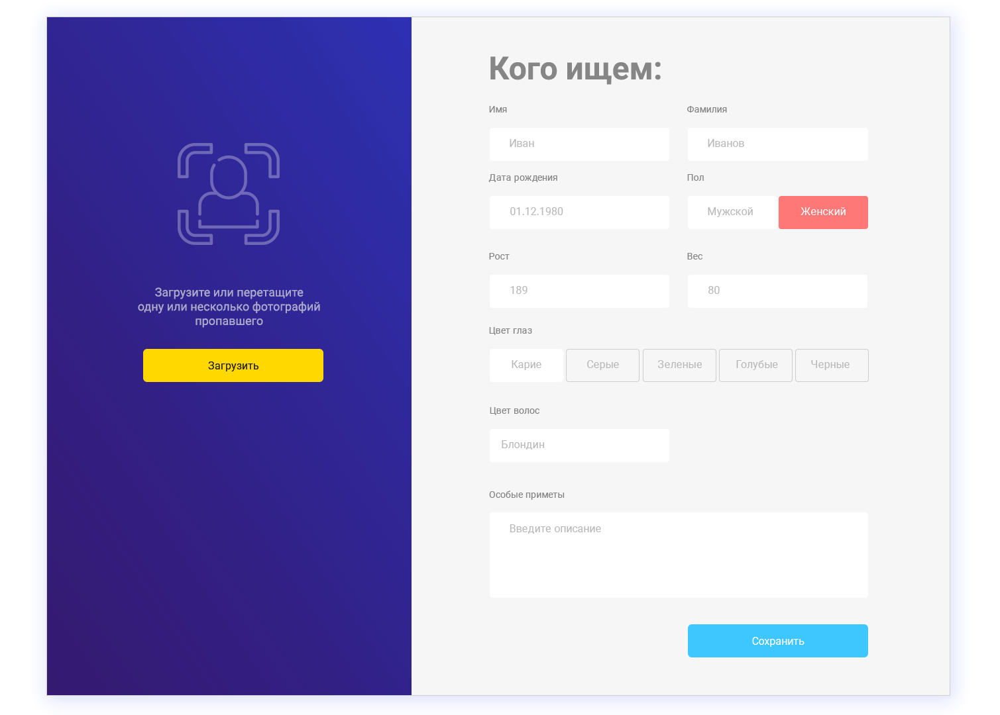 Загрузите или перетащите
одну или несколько фотографий
пропавшего
Загрузить
Кого ищем:
Имя
Фамилия
Иван
Иванов
Дата рождения
Пол
01.12.1980
Мужской
Женский
Рост
Вес
189
80
Цвет глаз
Карие
Серые
Зеленые
Голубые
Черные
Цвет волос
Блондин
Особые приметы
Введите описание
Сохранить